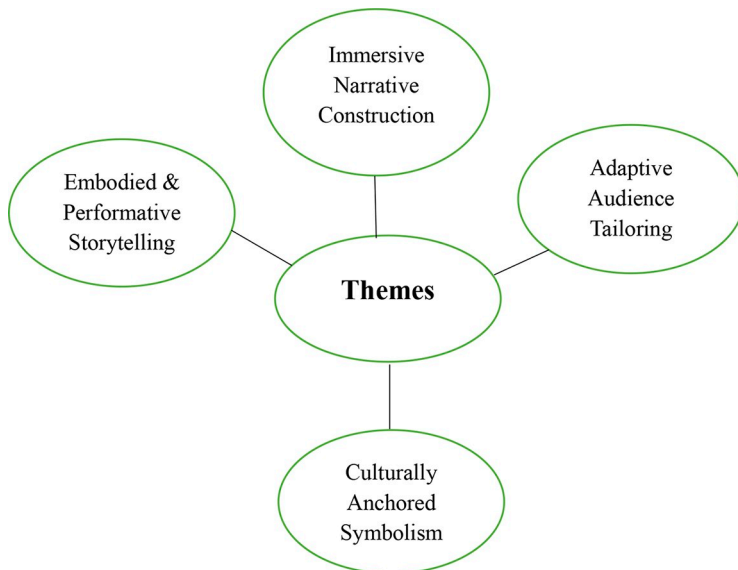 Immersive
Narrative
Construction
Embodied &
Performative
Storytelling
Adaptive
Audience
Tailoring
Themes
Culturally
Anchored
Symbolism